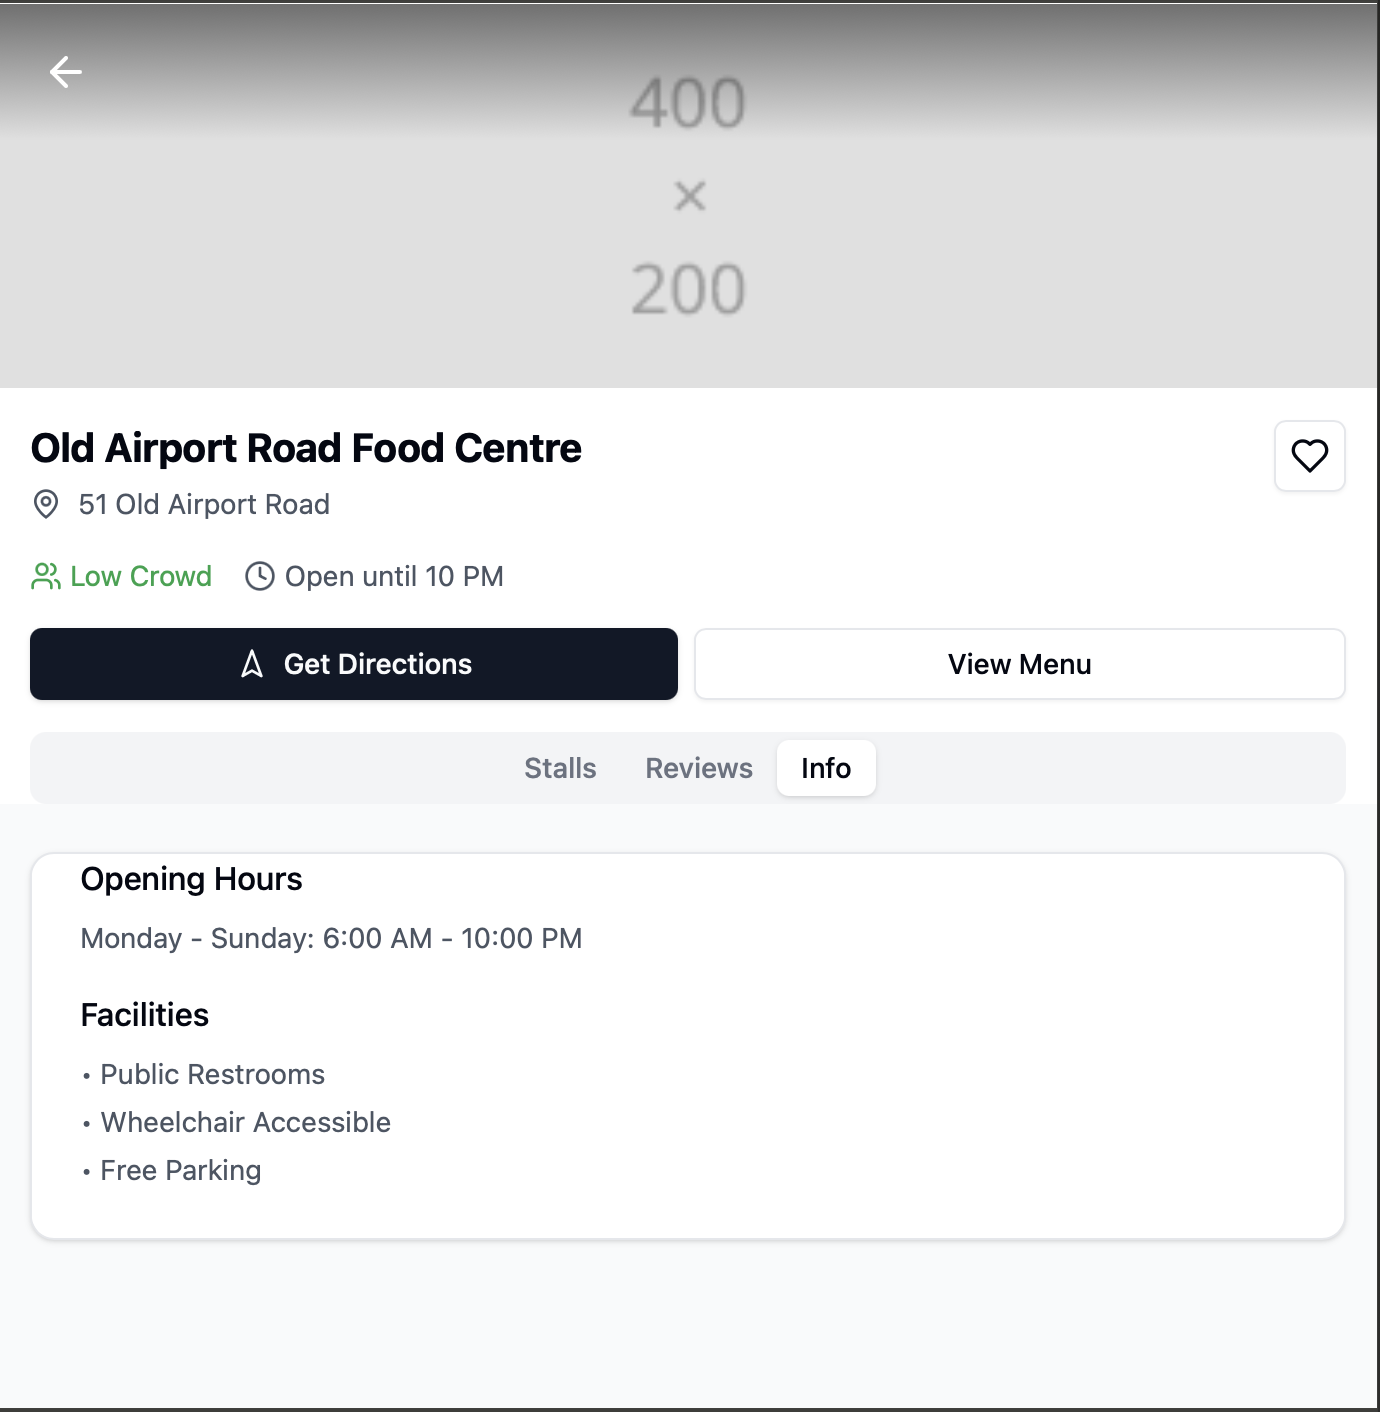 400
×
200
Old Airport Road Food Centre
51 Old Airport Road
Low Crowd
Open until 10 PM
Get Directions
View Menu
Stalls
Reviews
Info
Opening Hours
Monday - Sunday: 6:00 AM - 10:00 PM
Facilities
• Public Restrooms
• Wheelchair Accessible
• Free Parking